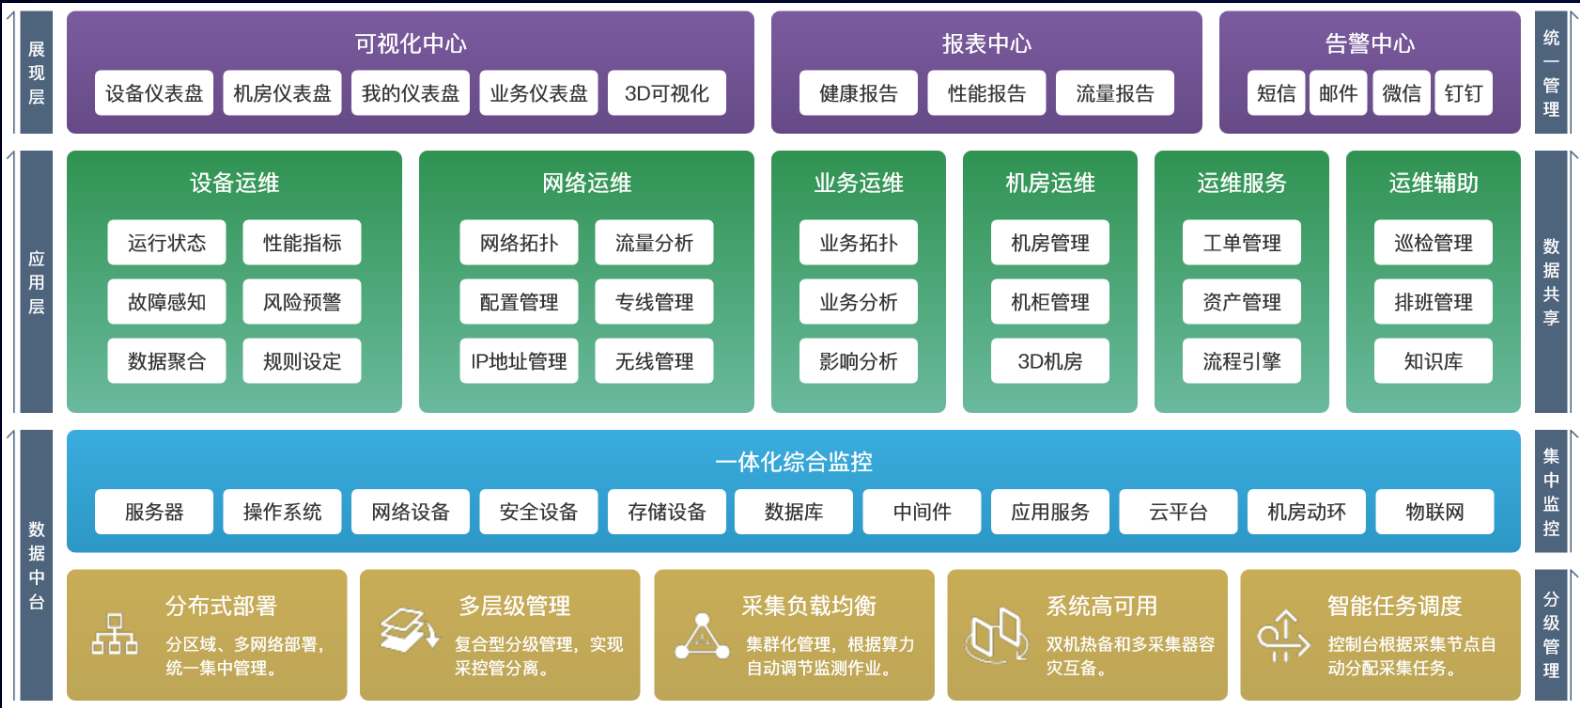 展现层
可视化中心
设备仪表盘
机房仪表盘
我的仪表盘
业务仪表盘
3D可视化
报表中心
健康报告
性能报告
流量报告
告警中心
短信
邮件
微信
钉钉
统一管理
应用层
设备运维
运行状态
性能指标
故障感知
风险预警
数据聚合
规则设定
网络运维
网络拓扑
流量分析
配置管理
专线管理
IP地址管理
无线管理
业务运维
业务拓扑
业务分析
影响分析
机房运维
机房管理
机柜管理
3D机房
运维服务
工单管理
资产管理
流程引擎
运维辅助
巡检管理
排班管理
知识库
数据共享
数据中台
一体化综合监控
服务器
操作系统
网络设备
安全设备
存储设备
数据库
中间件
应用服务
云平台
机房动环
物联网
集中监控
分布式部署
分区域、多网络部署，
统一集中管理。
多层级管理
复合型分级管理，实现
采控管分离。
采集负载均衡
集群化管理，根据算力
自动调节监测作业。
系统高可用
双机热备和多采集器容
灾互备。
智能任务调度
控制台根据采集节点自
动分配采集任务。
分级管理